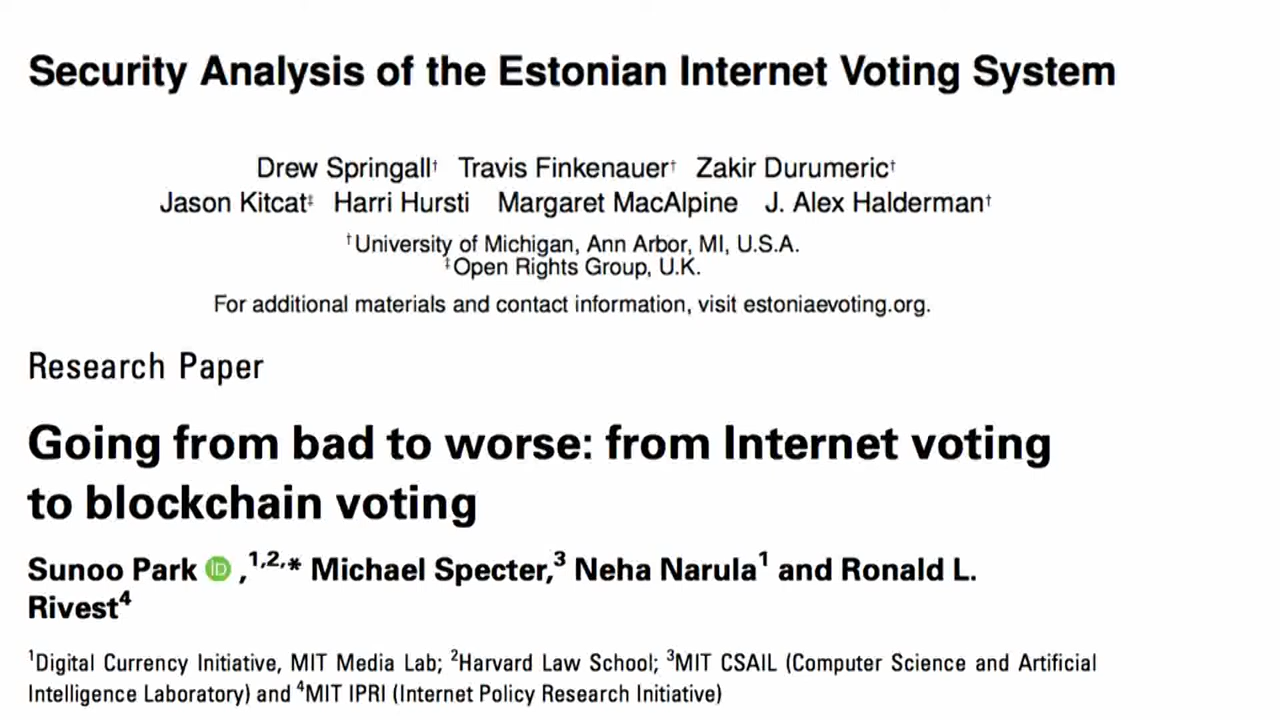 Security Analysis of the Estonian Internet Voting System
Drew Springall† Travis Finkenauer† Zakir Durumeric†
Jason Kitcat‡ Harri Hursti Margaret MacAlpine J. Alex Halderman†
†University of Michigan, Ann Arbor, MI, U.S.A.
‡Open Rights Group, U.K.
For additional materials and contact information, visit estoniaevoting.org.
Research Paper
Going from bad to worse: from Internet voting
to blockchain voting
Sunoo Park iD ,1,2,* Michael Specter,3 Neha Narula1 and Ronald L.
Rivest4
1Digital Currency Initiative, MIT Media Lab; 2Harvard Law School; 3MIT CSAIL (Computer Science and Artificial
Intelligence Laboratory) and 4MIT IPRI (Internet Policy Research Initiative)